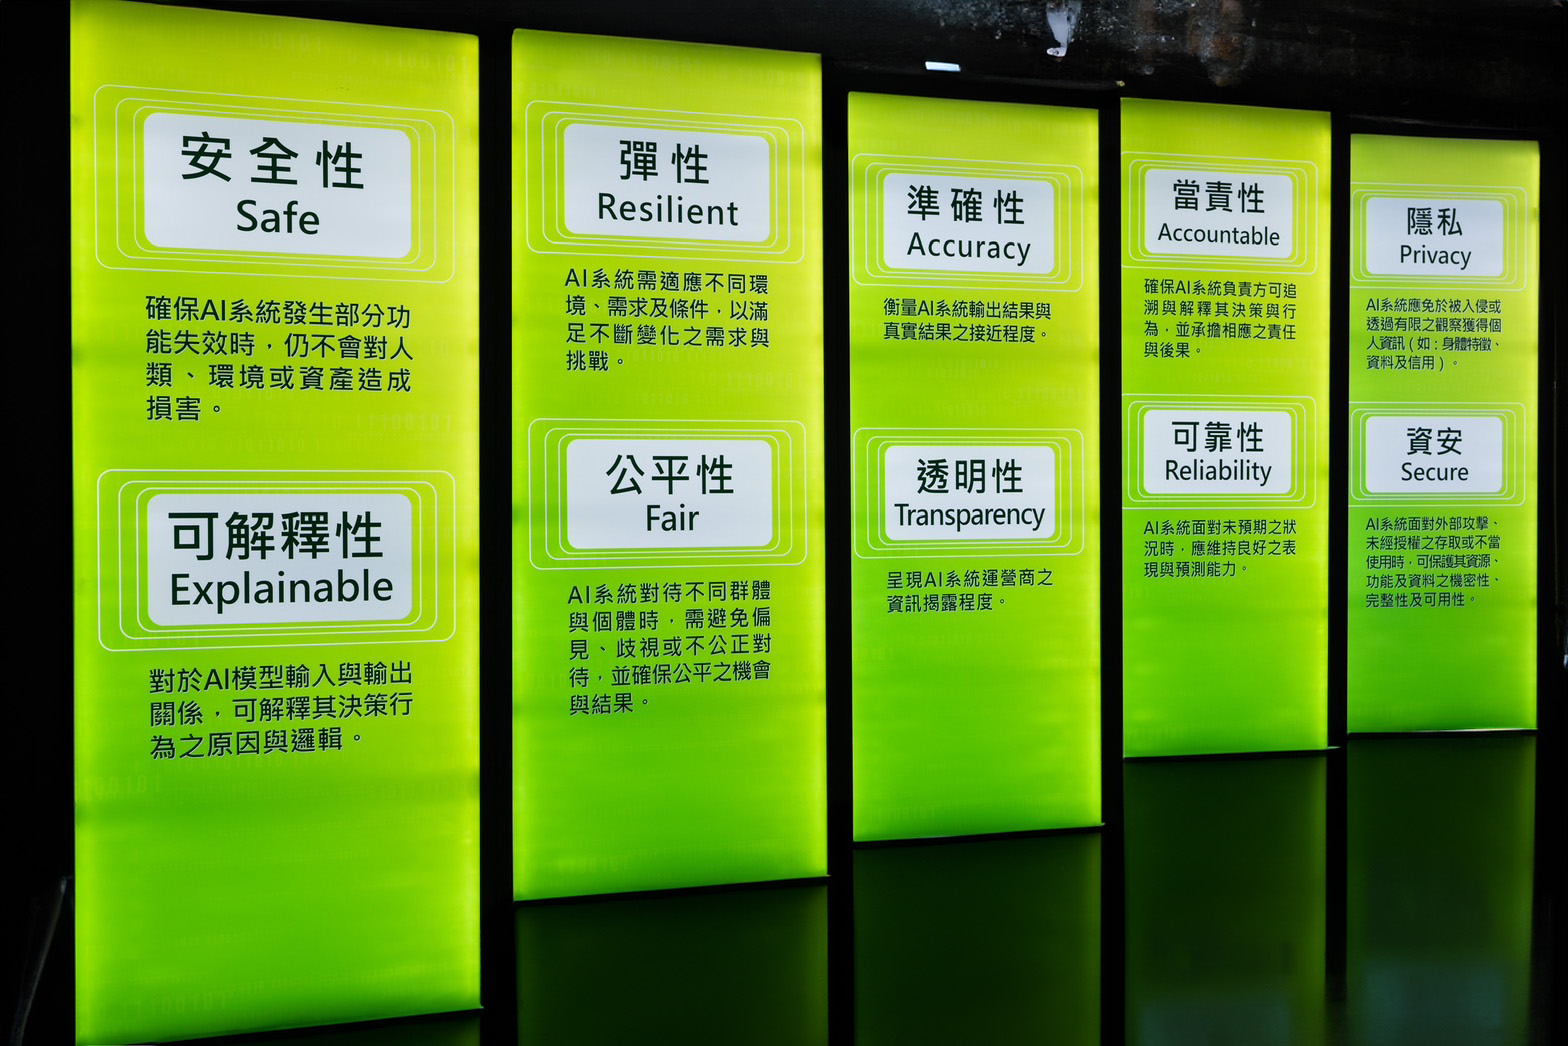 安全性
Safe
確保AI系統發生部分功
能失效時，仍不會對人
類、環境或資產造成
損害。
可解釋性
Explainable
對於AI模型輸入與輸出
關係，可解釋其決策行
為之原因與邏輯。
彈性
Resilient
AI系統需適應不同環
境、需求及條件，以滿
足不斷變化之需求與
挑戰。
公平性
Fair
AI系統對待不同群體
與個體時，需避免偏
見、歧視或不公正對
待，並確保公平之機會
與結果。
準確性
Accuracy
衡量AI系統輸出結果與
真實結果之接近程度。
透明性
Transparency
呈現AI系統運營商之
資訊揭露程度。
當責性
Accountable
確保AI系統負責方可追
溯與解釋其決策與行
為，並承擔相應之責任
與後果。
可靠性
Reliability
AI系統面對未預期之狀
況時，應維持良好之表
現與預測能力。
隱私
Privacy
AI系統應免於被入侵或
透過有限之觀察獲得個
人資訊（如：身體特徵、
資料及信用）。
資安
Secure
AI系統面對外部攻擊、
未經授權之存取或不當
使用時，可保護其資源、
功能及資料之機密性、
完整性及可用性。